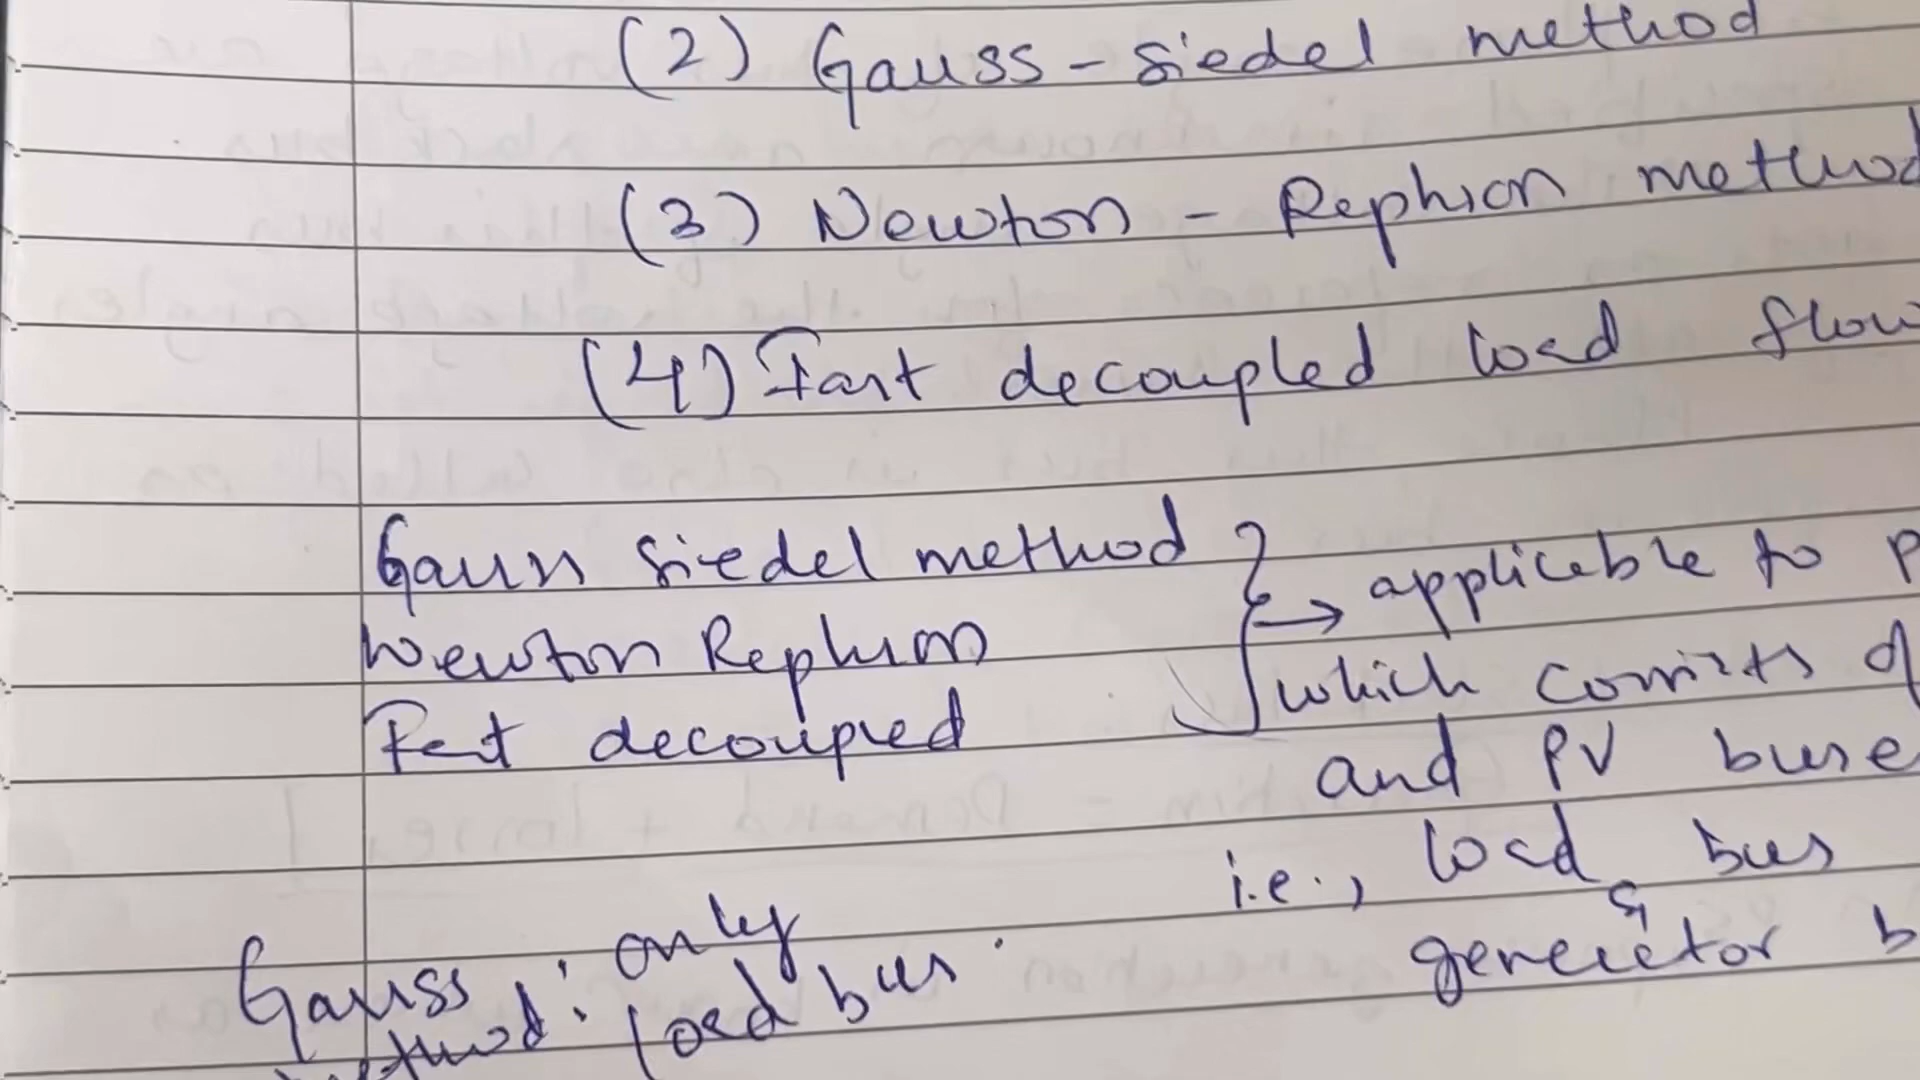 (2) Gauss - Siedel method
(3) Newton - Rephson method
(4) Fast decoupled load flow
Gauss Siedel method
Newton Rephson
Fast decoupled
→ applicable to P
which consists of
and PV buse
i.e., load bus
&
generator b
Gauss method : only load bus.